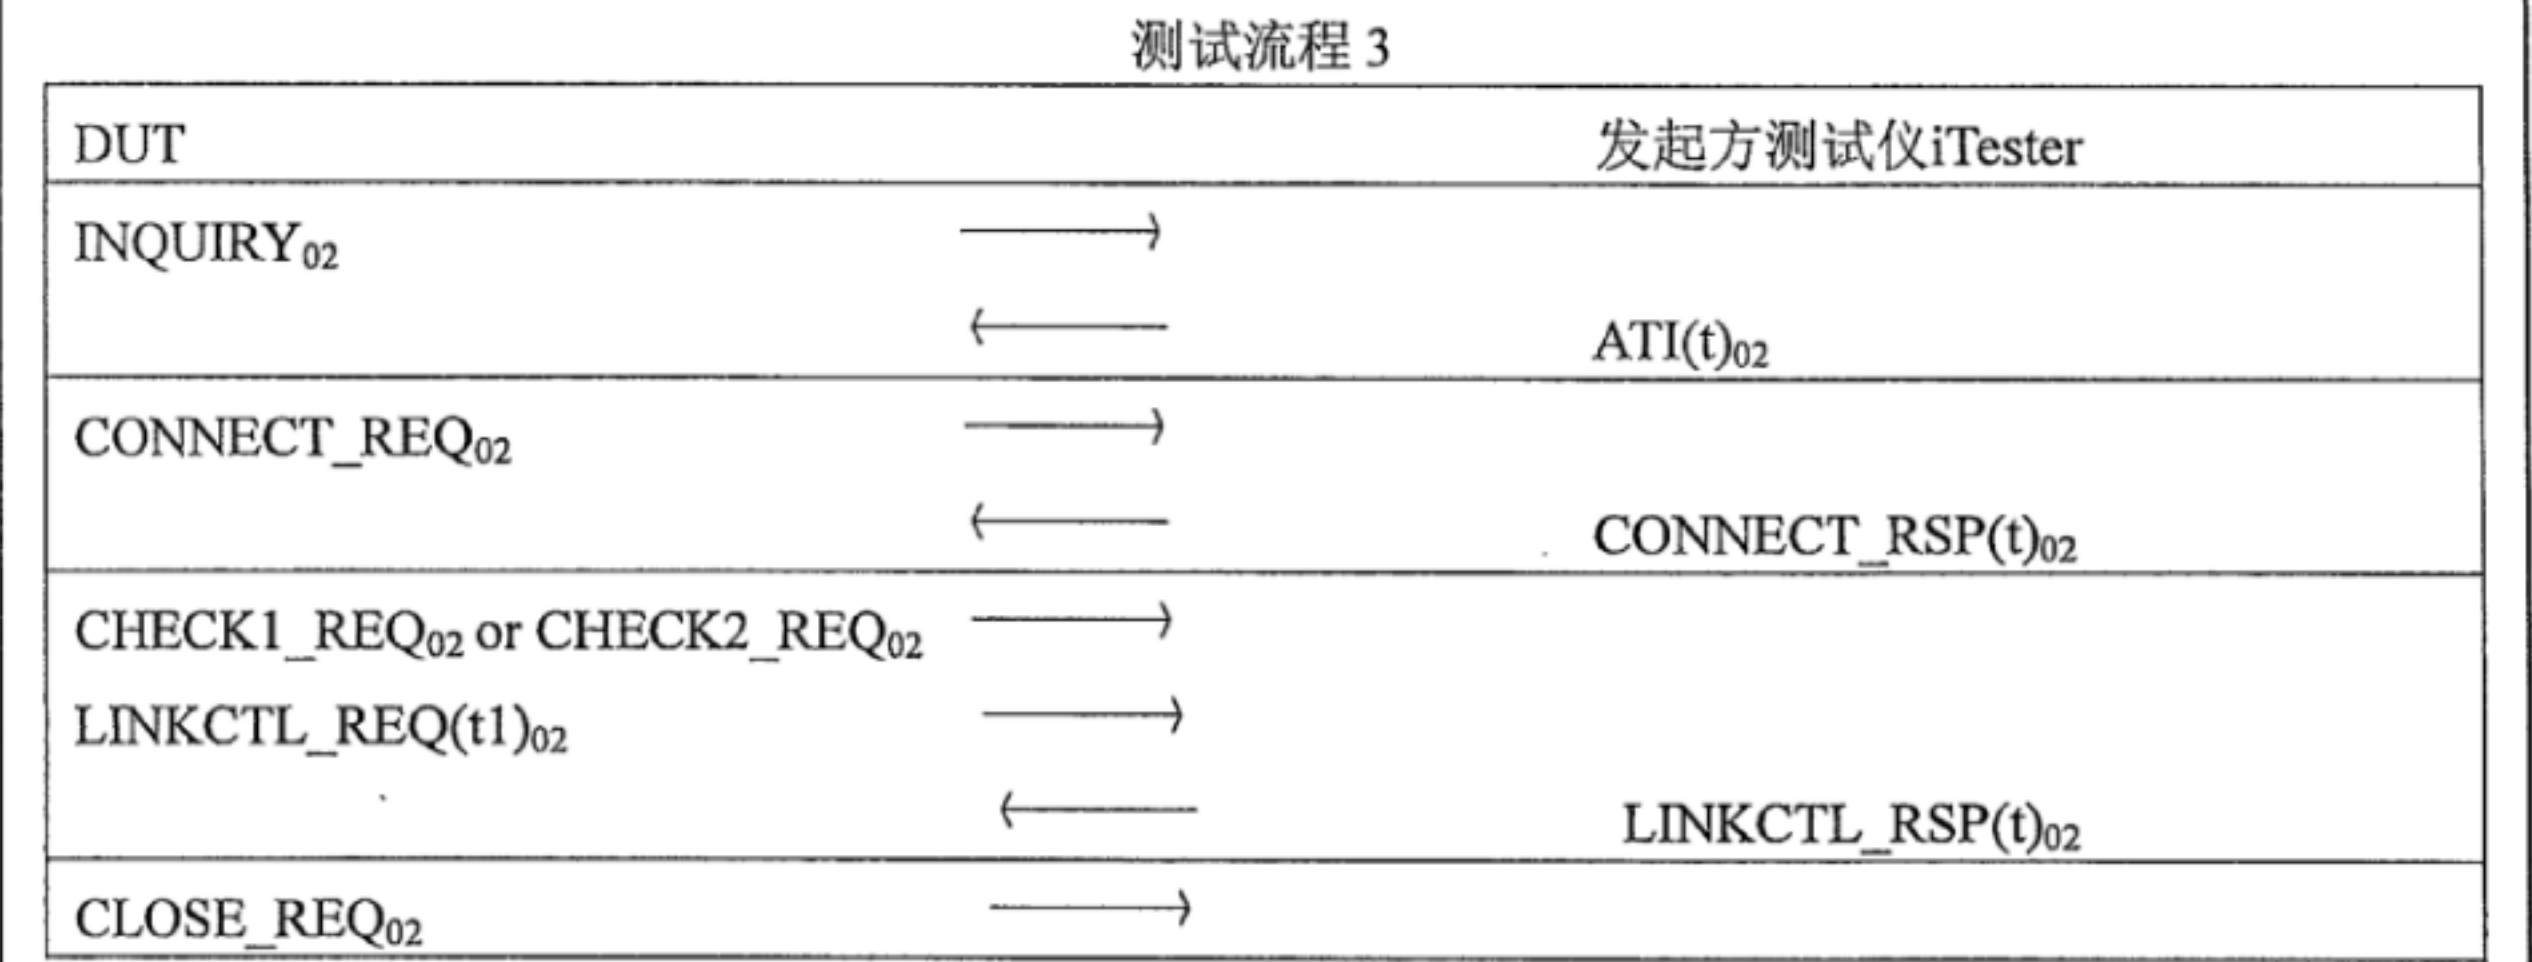 测试流程 3
DUT 发起方测试仪iTester
INQUIRY₀₂ ⟶
⟵ ATI(t)₀₂
CONNECT_REQ₀₂ ⟶
⟵ CONNECT_RSP(t)₀₂
CHECK1_REQ₀₂ or CHECK2_REQ₀₂ ⟶
LINKCTL_REQ(t1)₀₂ ⟶
⟵ LINKCTL_RSP(t)₀₂
CLOSE_REQ₀₂ ⟶